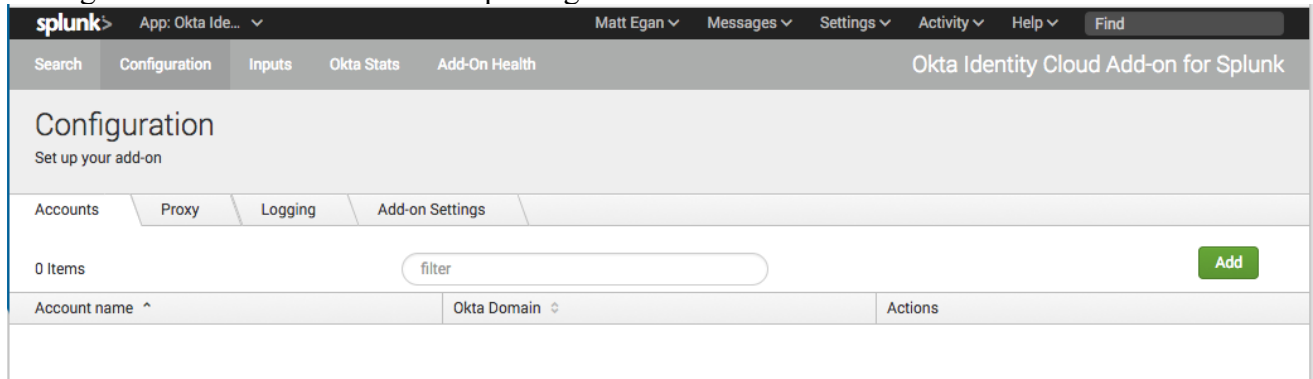 splunk> App: Okta Ide... Matt Egan Messages Settings Activity Help Find
Search Configuration Inputs Okta Stats Add-On Health Okta Identity Cloud Add-on for Splunk
Configuration
Set up your add-on
Accounts Proxy Logging Add-on Settings
0 Items filter Add
Account name Okta Domain Actions